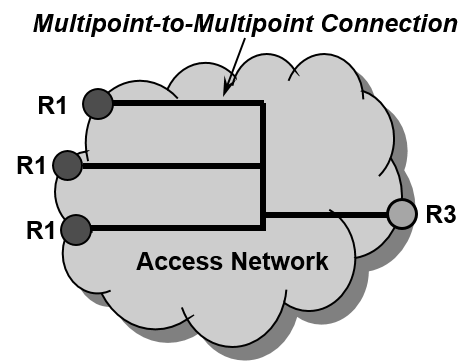 Multipoint-to-Multipoint Connection
R1
R1
R3
R1
Access Network